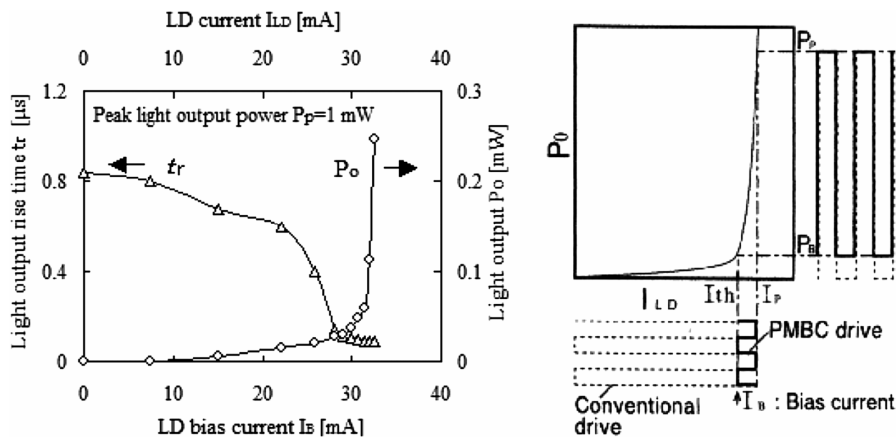 LD current ILD [mA]
0 10 20 30 40
1.2
0.8
0.4
0
Light output rise time tr [μs]
Peak light output power Pp=1 mW
tr
Po
0.3
0.2
0.1
0
Light output Po [mW]
0 10 20 30 40
LD bias current IB [mA]
P0
PP
PB
ILD
Ith
IP
PMBC drive
Conventional
drive
IB : Bias current